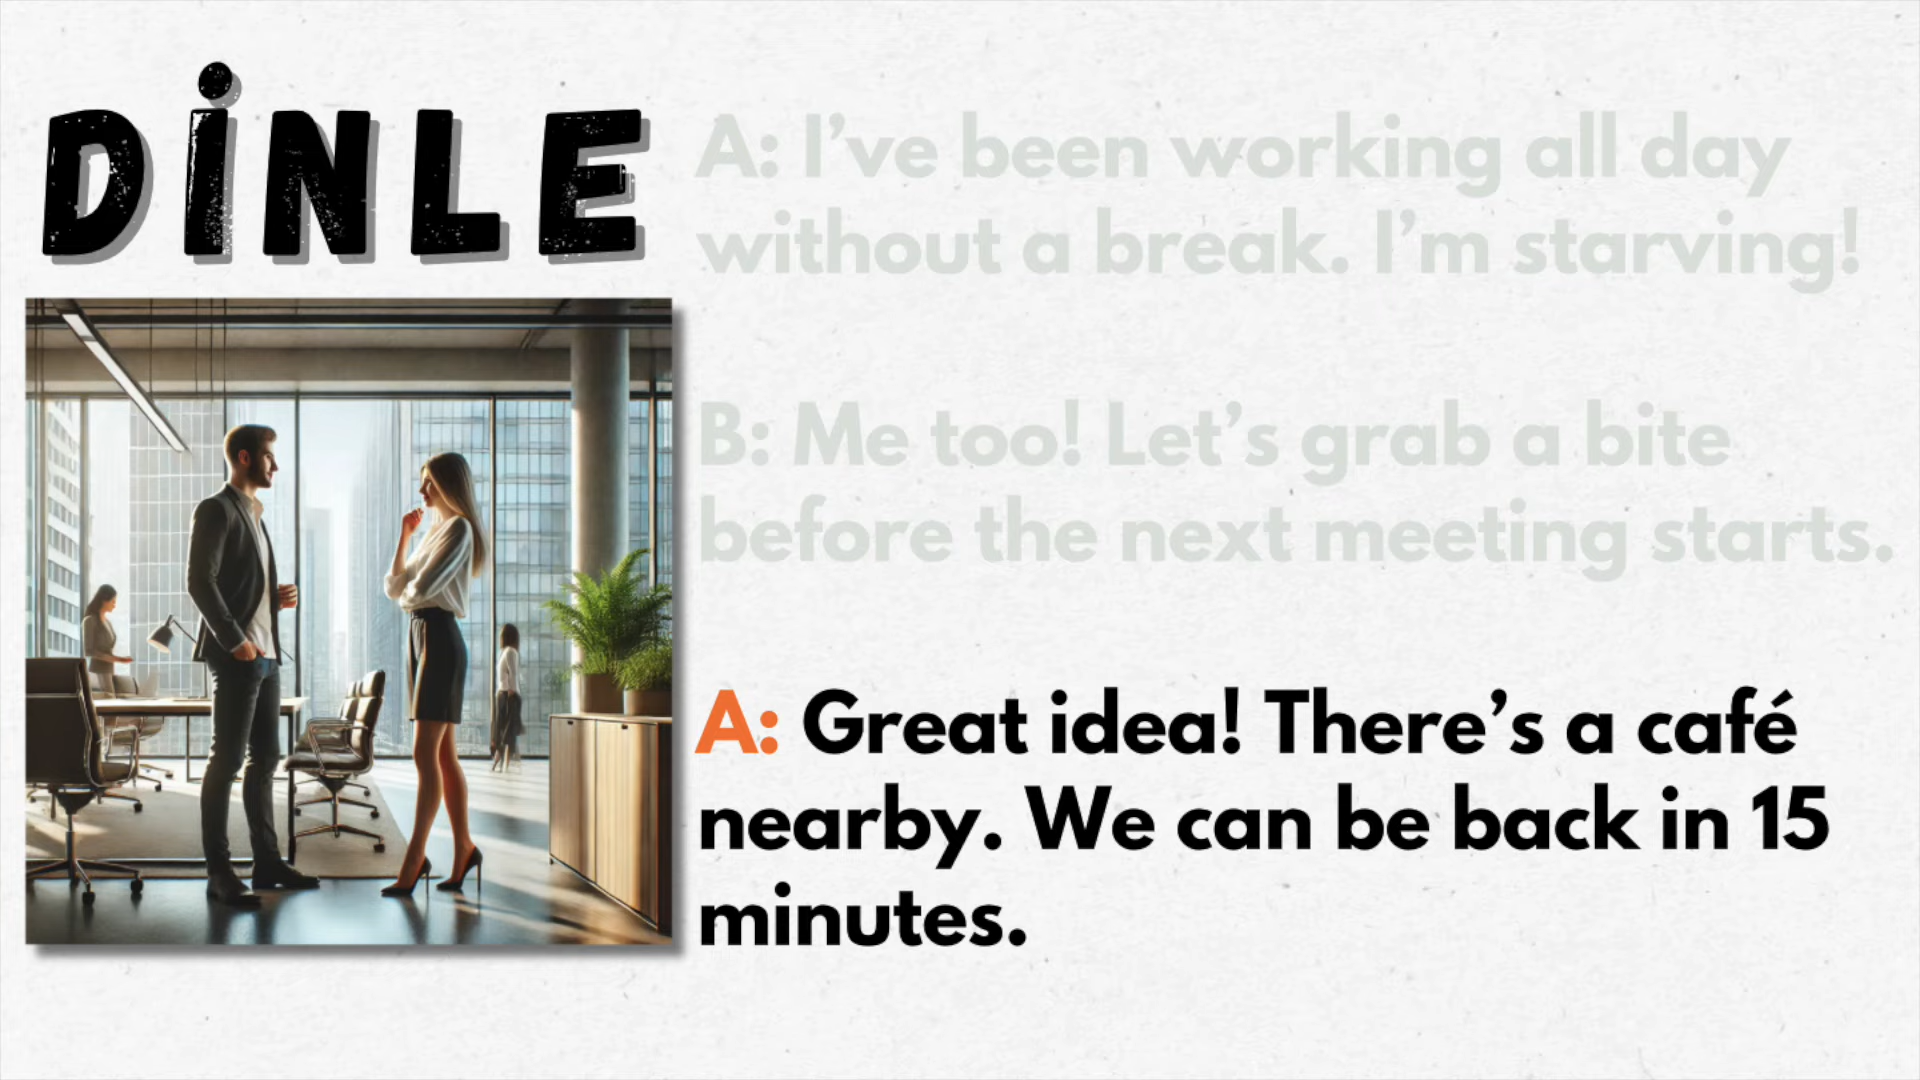 DİNLE
A: I’ve been working all day
without a break. I’m starving!
B: Me too! Let’s grab a bite
before the next meeting starts.
A: Great idea! There’s a café
nearby. We can be back in 15
minutes.